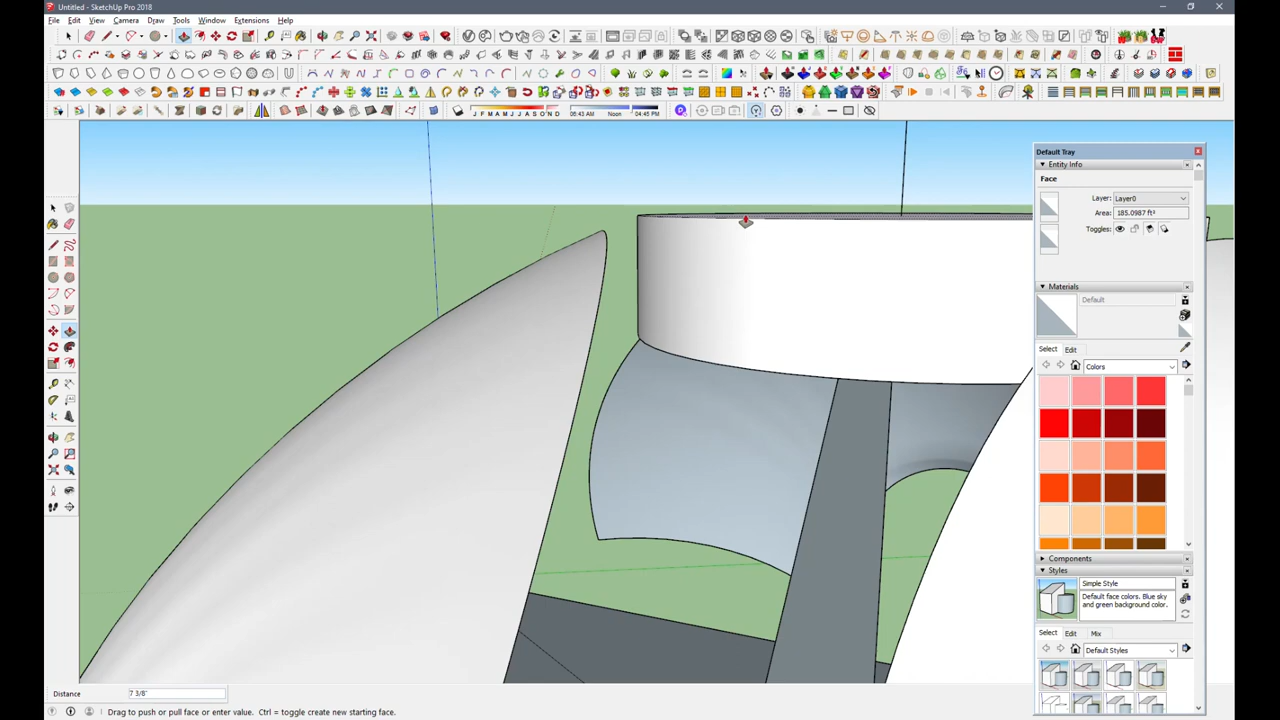 Untitled - SketchUp Pro 2018
File Edit View Camera Draw Tools Window Extensions Help
J F M A M J J A S O N D 06:43 AM Noon 04:45 PM
Default Tray
Entity Info
Face
Layer: Layer0
Area: 185.0987 ft²
Toggles:
Materials
Default
Select Edit
Colors
Components
Styles
Simple Style
Default face colors. Blue sky
and green background color.
Select Edit Mix
Default Styles
Distance 7 3/8"
Drag to push or pull face or enter value. Ctrl = toggle create new starting face.